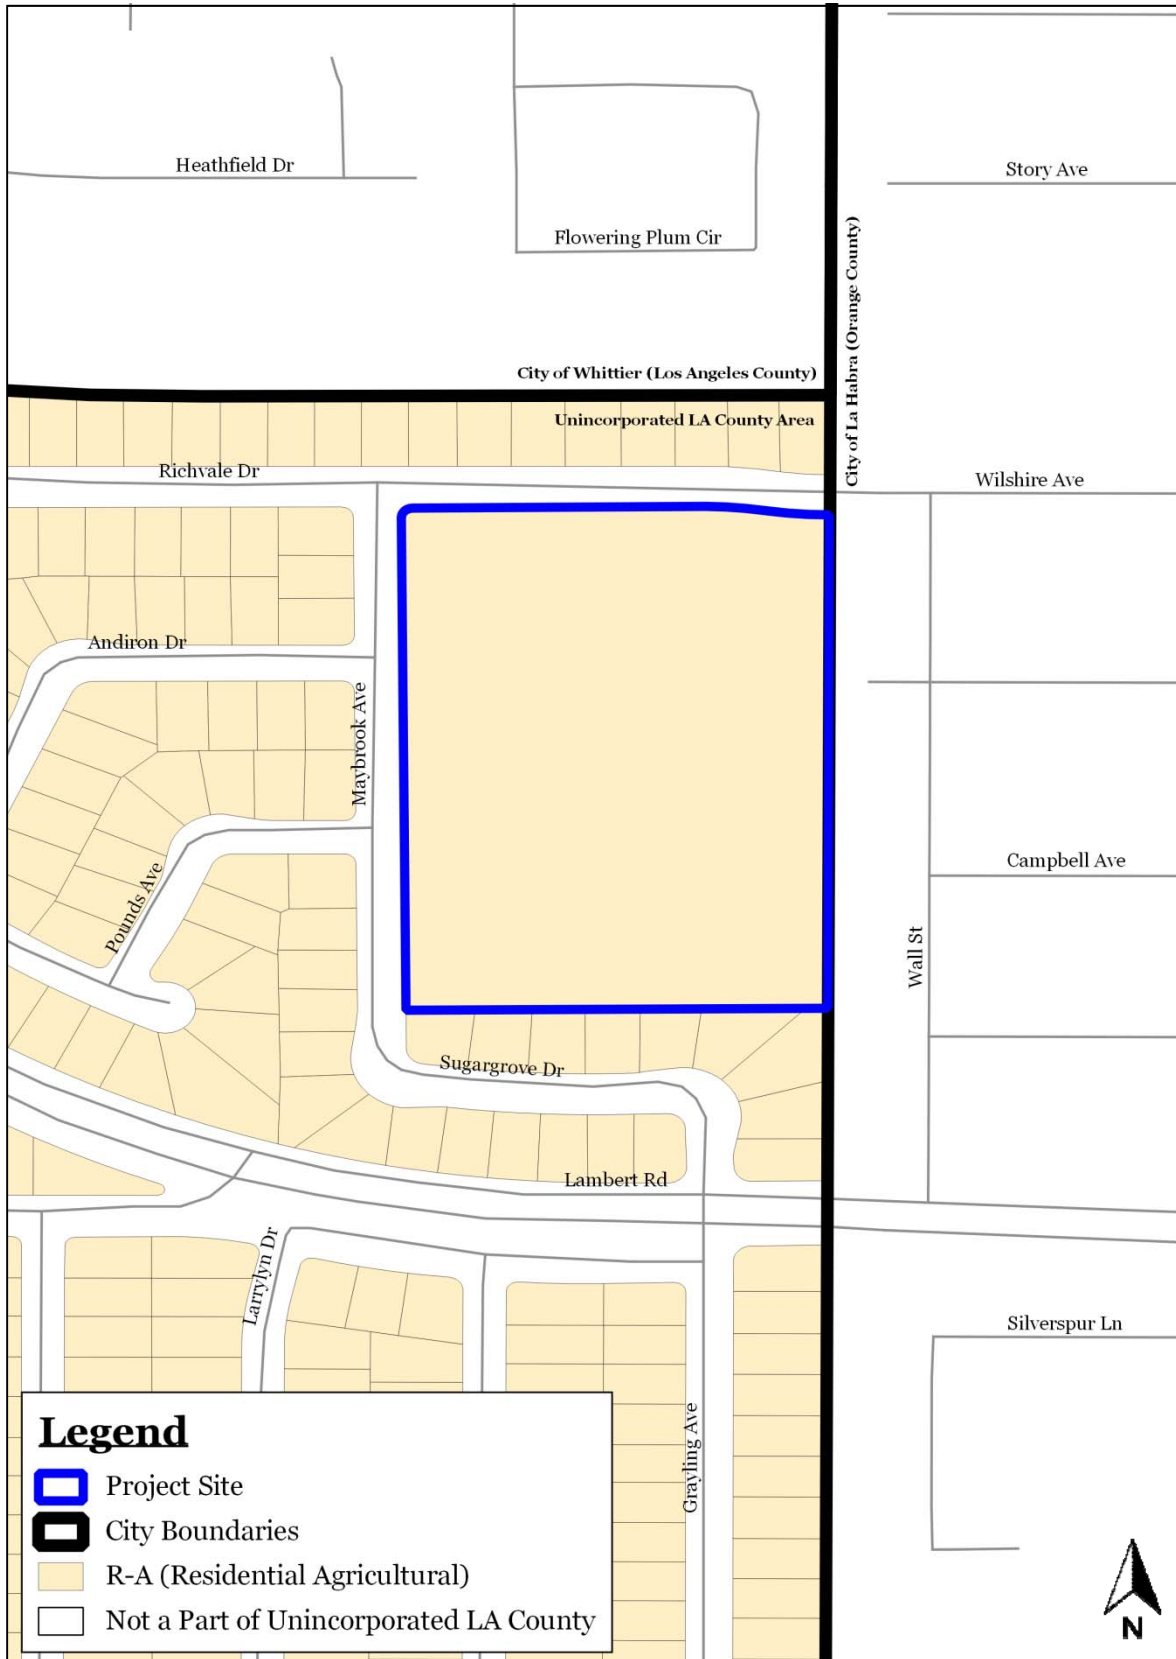 Heathfield Dr
Story Ave
Flowering Plum Cir
City of La Habra (Orange County)
City of Whittier (Los Angeles County)
Unincorporated LA County Area
Richvale Dr
Wilshire Ave
Andiron Dr
Maybrook Ave
Pounds Ave
Campbell Ave
Wall St
Sugargrove Dr
Lambert Rd
Larrylyn Dr
Silverspur Ln
Grayling Ave
Legend
Project Site
City Boundaries
R-A (Residential Agricultural)
Not a Part of Unincorporated LA County
N